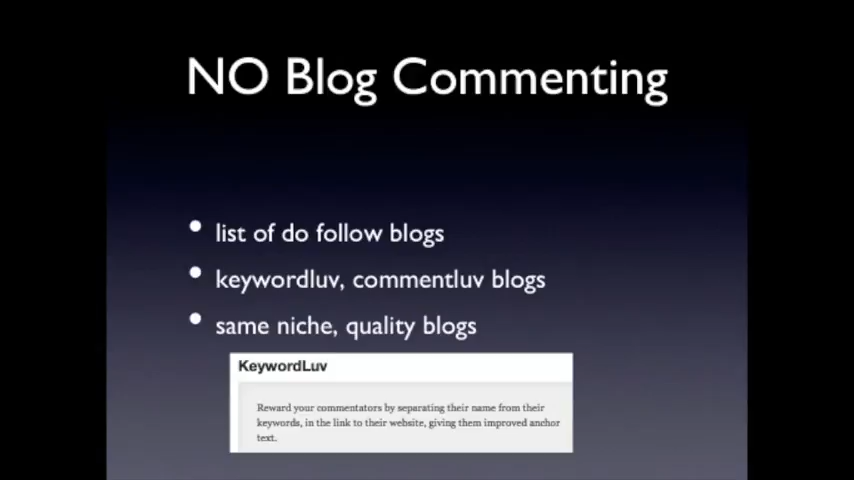 NO Blog Commenting
• list of do follow blogs
• keywordluv, commentluv blogs
• same niche, quality blogs
KeywordLuv
Reward your commentators by separating their name from their
keywords, in the link to their website, giving them improved anchor
text.